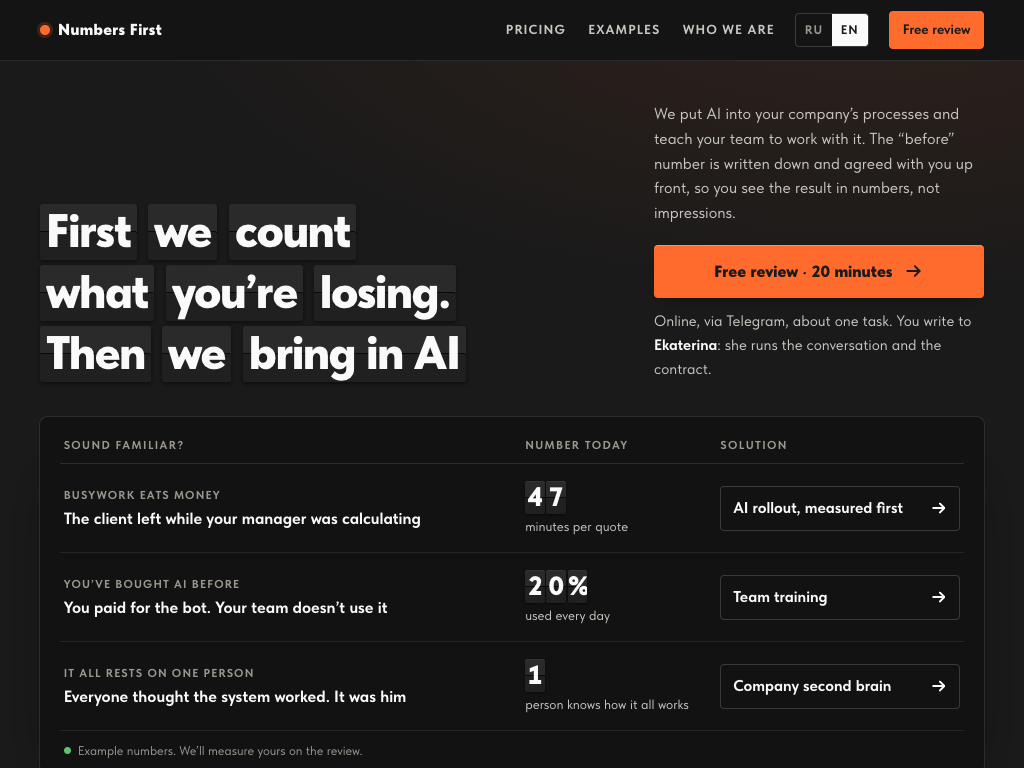 Numbers First
PRICING
EXAMPLES
WHO WE ARE
RU
EN
Free review
First we count
what you’re losing.
Then we bring in AI
We put AI into your company’s processes and
teach your team to work with it. The “before”
number is written down and agreed with you up
front, so you see the result in numbers, not
impressions.
Free review · 20 minutes →
Online, via Telegram, about one task. You write to
Ekaterina: she runs the conversation and the
contract.
SOUND FAMILIAR?
NUMBER TODAY
SOLUTION
BUSYWORK EATS MONEY
The client left while your manager was calculating
47
minutes per quote
AI rollout, measured first →
YOU’VE BOUGHT AI BEFORE
You paid for the bot. Your team doesn’t use it
20%
used every day
Team training →
IT ALL RESTS ON ONE PERSON
Everyone thought the system worked. It was him
1
person knows how it all works
Company second brain →
Example numbers. We’ll measure yours on the review.